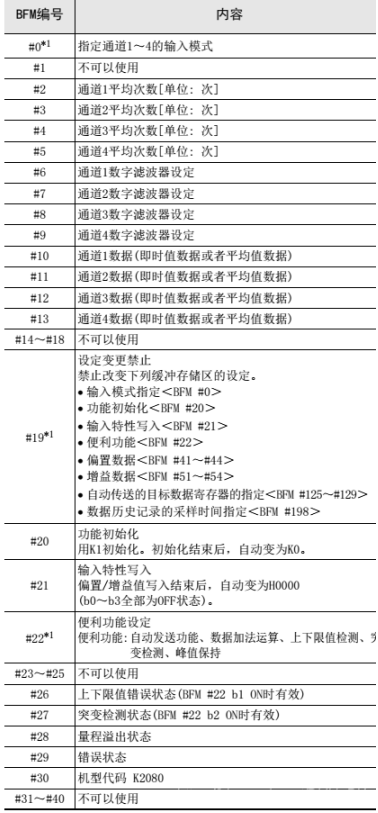 BFM编号 内容
#0*1 指定通道1～4的输入模式
#1 不可以使用
#2 通道1平均次数[单位: 次]
#3 通道2平均次数[单位: 次]
#4 通道3平均次数[单位: 次]
#5 通道4平均次数[单位: 次]
#6 通道1数字滤波器设定
#7 通道2数字滤波器设定
#8 通道3数字滤波器设定
#9 通道4数字滤波器设定
#10 通道1数据(即时值数据或者平均值数据)
#11 通道2数据(即时值数据或者平均值数据)
#12 通道3数据(即时值数据或者平均值数据)
#13 通道4数据(即时值数据或者平均值数据)
#14～#18 不可以使用
#19*1 设定变更禁止
禁止改变下列缓冲存储区的设定。
• 输入模式指定＜BFM #0＞
• 功能初始化＜BFM #20＞
• 输入特性写入＜BFM #21＞
• 便利功能＜BFM #22＞
• 偏置数据＜BFM #41～#44＞
• 增益数据＜BFM #51～#54＞
• 自动传送的目标数据寄存器的指定＜BFM #125～#129＞
• 数据历史记录的采样时间指定＜BFM #198＞
#20 功能初始化
用K1初始化。初始化结束后，自动变为K0。
#21 输入特性写入
偏置/增益值写入结束后，自动变为H0000
(b0～b3全部为OFF状态)。
#22*1 便利功能设定
便利功能:自动发送功能、数据加法运算、上下限值检测、突
变检测、峰值保持
#23～#25 不可以使用
#26 上下限值错误状态(BFM #22 b1 ON时有效)
#27 突变检测状态(BFM #22 b2 ON时有效)
#28 量程溢出状态
#29 错误状态
#30 机型代码 K2080
#31～#40 不可以使用